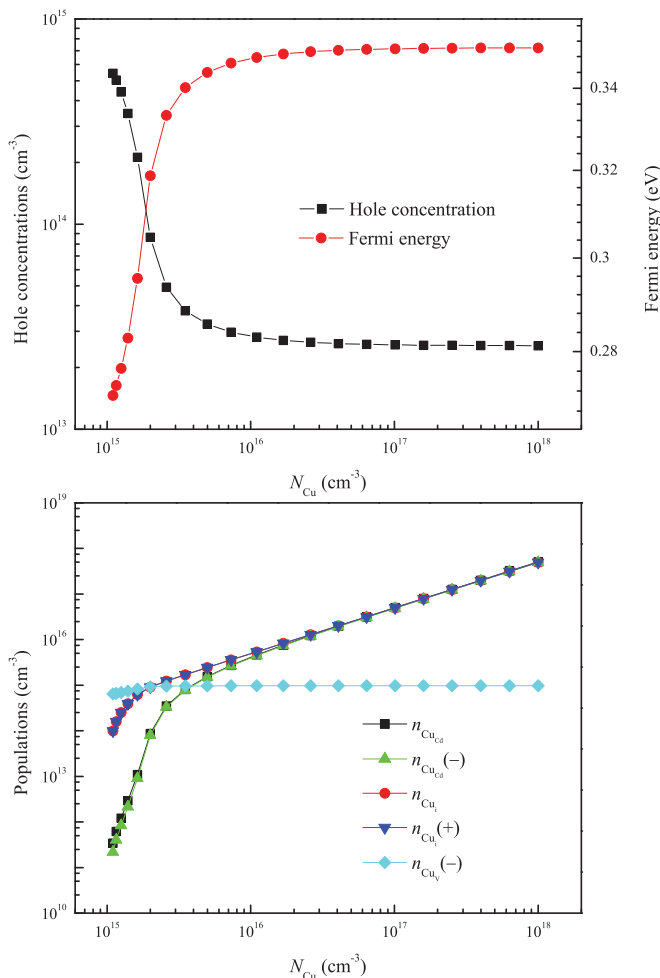 10^15
10^14
10^13
Hole concentrations (cm^-3)
0.34
0.32
0.3
0.28
Fermi energy (eV)
Hole concentration
Fermi energy
10^15 10^16 10^17 10^18
N_Cu (cm^-3)
10^19
10^16
10^13
10^10
Populations (cm^-3)
n_Cu_Cd
n_Cu_Cd(−)
n_Cu_i
n_Cu_i(+)
n_Cu_V(−)
10^15 10^16 10^17 10^18
N_Cu (cm^-3)